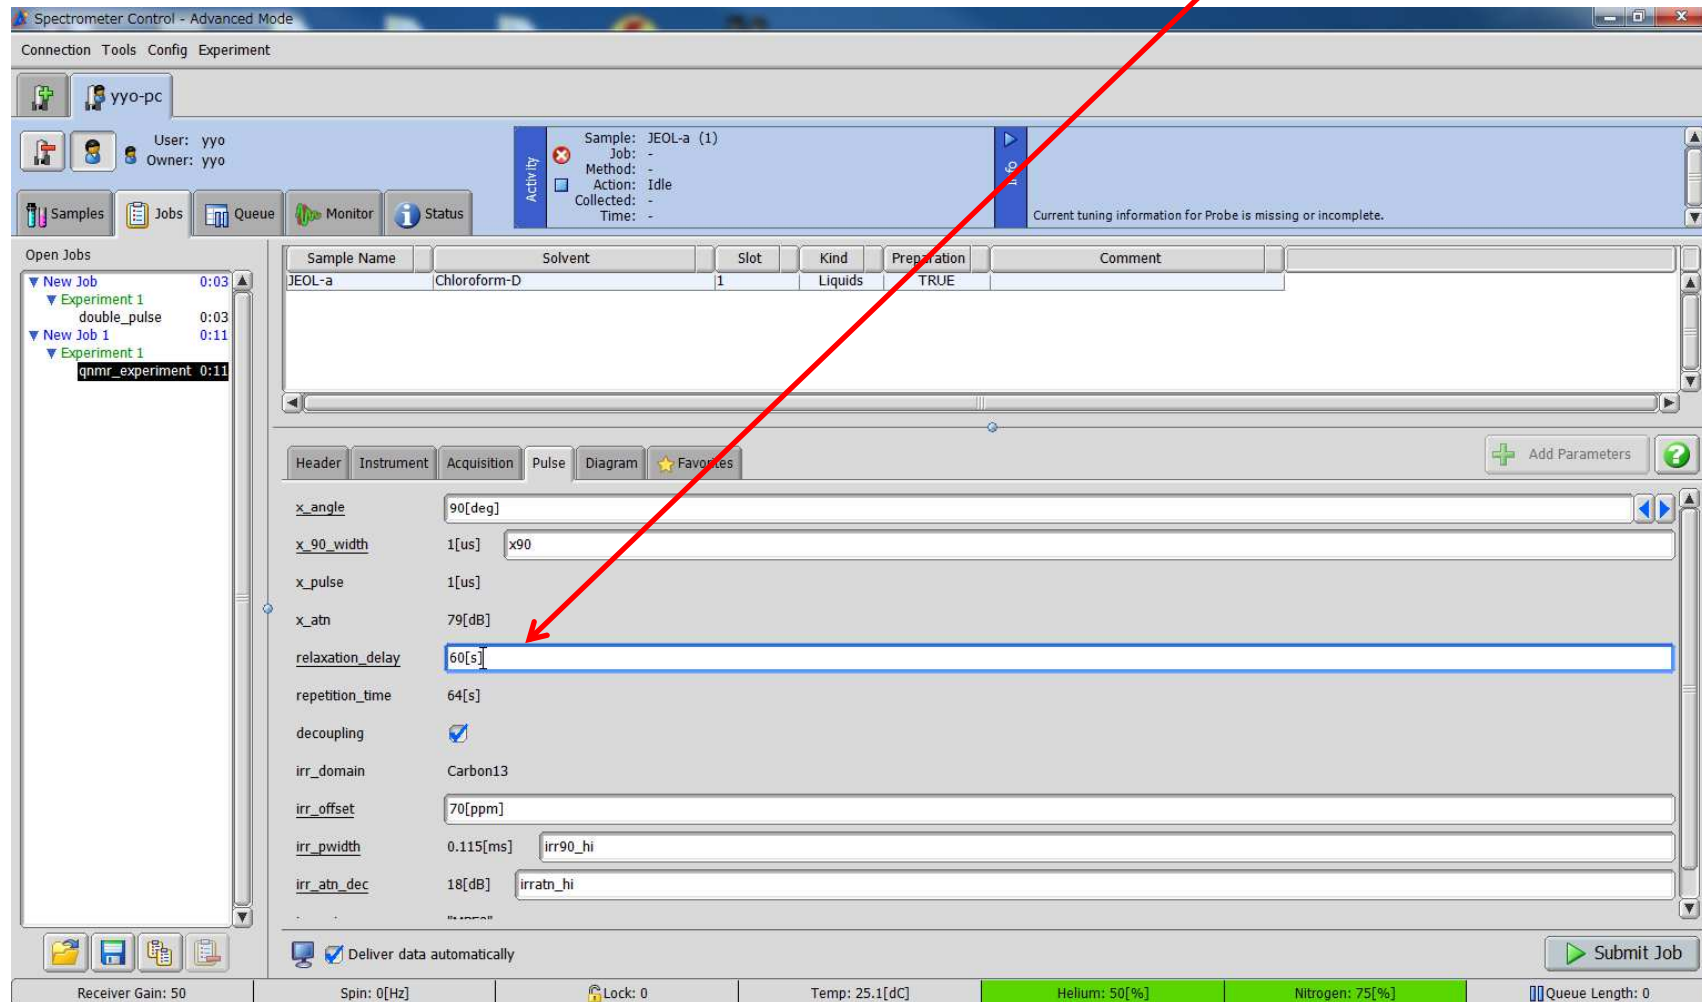 Spectrometer Control - Advanced Mode
Connection Tools Config Experiment
yyo-pc
User: yyo
Owner: yyo
Activity
Sample: JEOL-a (1)
Job: -
Method: -
Action: Idle
Collected: -
Time: -
Info
Current tuning information for Probe is missing or incomplete.
Samples Jobs Queue Monitor Status
Open Jobs
New Job 0:03
Experiment 1
double_pulse 0:03
New Job 1 0:11
Experiment 1
qnmr_experiment 0:11
Sample Name Solvent Slot Kind Preparation Comment
JEOL-a Chloroform-D 1 Liquids TRUE
Header Instrument Acquisition Pulse Diagram Favorites
Add Parameters
x_angle 90[deg]
x_90_width 1[us] x90
x_pulse 1[us]
x_atn 79[dB]
relaxation_delay 60[s]
repetition_time 64[s]
decoupling
irr_domain Carbon13
irr_offset 70[ppm]
irr_pwidth 0.115[ms] irr90_hi
irr_atn_dec 18[dB] irratn_hi
Deliver data automatically
Submit Job
Receiver Gain: 50 Spin: 0[Hz] Lock: 0 Temp: 25.1[dC] Helium: 50[%] Nitrogen: 75[%] Queue Length: 0